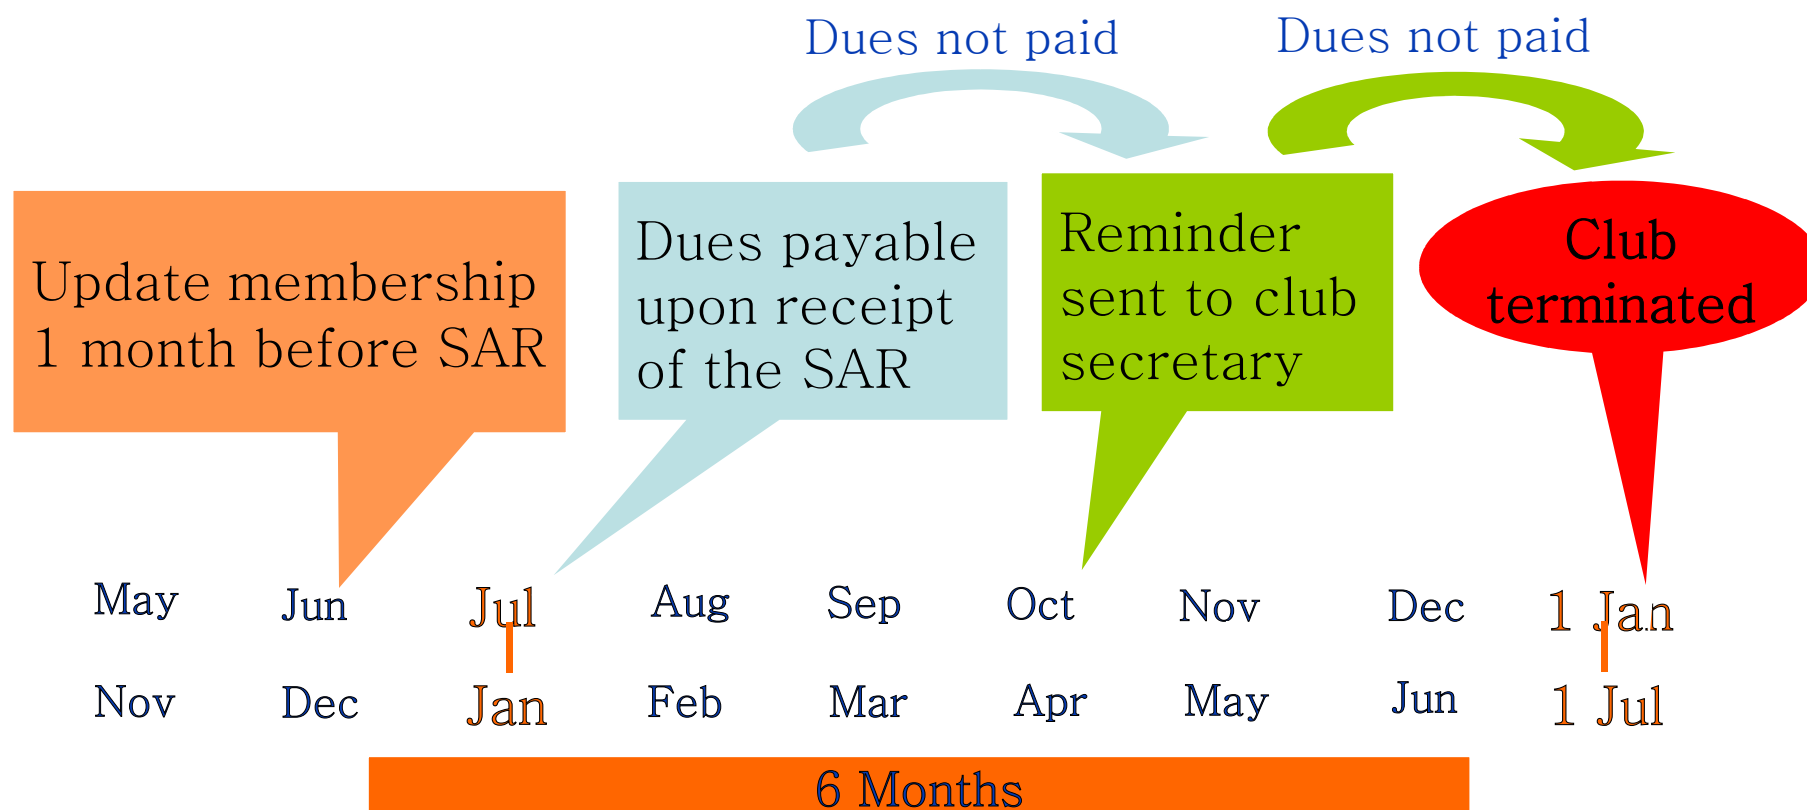 Dues not paid
Dues not paid
Update membership
1 month before SAR
Dues payable
upon receipt
of the SAR
Reminder
sent to club
secretary
Club
terminated
May Jun Jul Aug Sep Oct Nov Dec 1 Jan
Nov Dec Jan Feb Mar Apr May Jun 1 Jul
6 Months